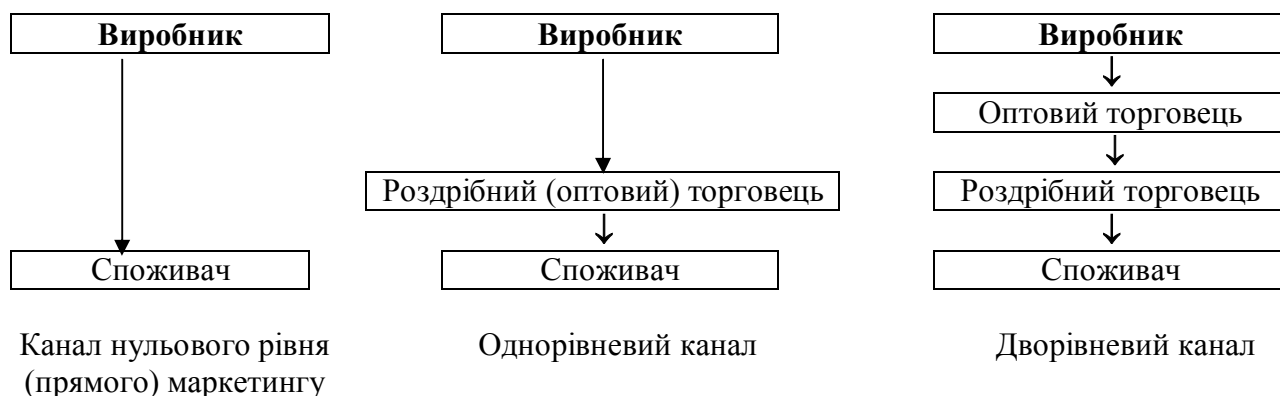 Виробник
Споживач
Канал нульового рівня
(прямого) маркетингу
Виробник
Роздрібний (оптовий) торговець
Споживач
Однорівневий канал
Виробник
Оптовий торговець
Роздрібний торговець
Споживач
Дворівневий канал